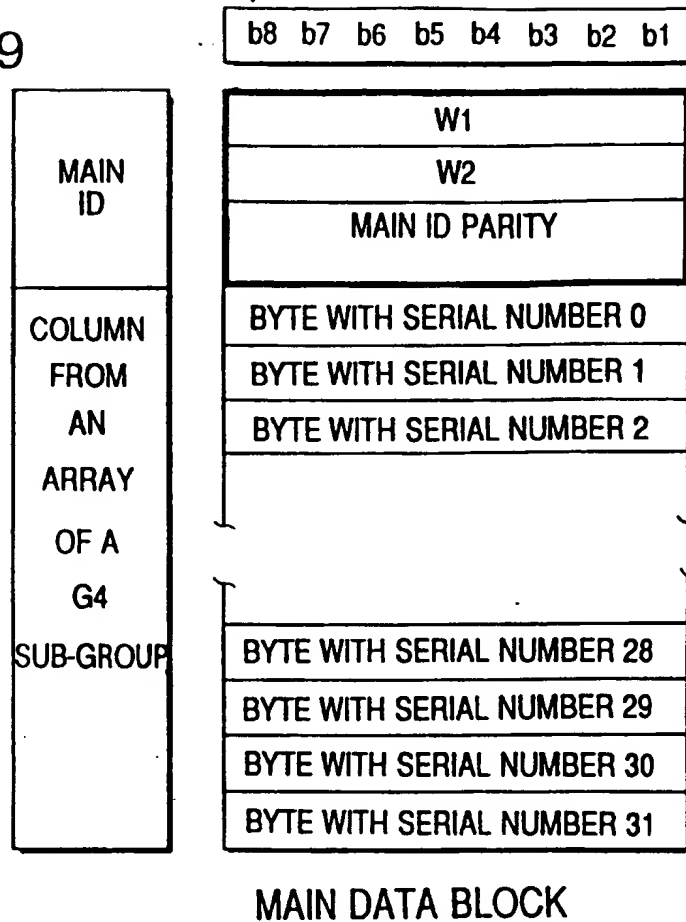 9
b8 b7 b6 b5 b4 b3 b2 b1
MAIN
ID
W1
W2
MAIN ID PARITY
COLUMN
FROM
AN
ARRAY
OF A
G4
SUB-GROUP
BYTE WITH SERIAL NUMBER 0
BYTE WITH SERIAL NUMBER 1
BYTE WITH SERIAL NUMBER 2
BYTE WITH SERIAL NUMBER 28
BYTE WITH SERIAL NUMBER 29
BYTE WITH SERIAL NUMBER 30
BYTE WITH SERIAL NUMBER 31
MAIN DATA BLOCK